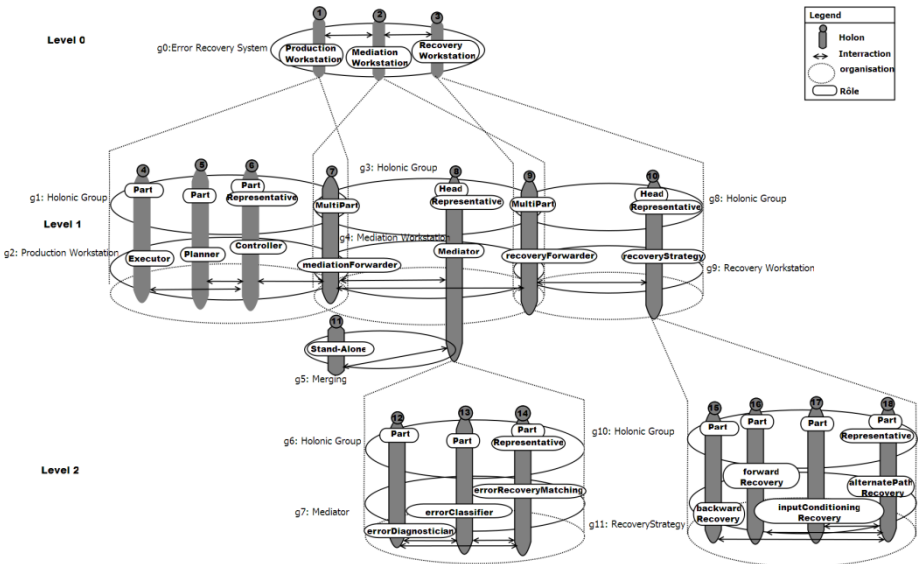 Legend
Holon
Interraction
organisation
Rôle
Level 0
g0:Error Recovery System
1
2
3
Production
Workstation
Mediation
Workstation
Recovery
Workstation
Level 1
g1: Holonic Group
g3: Holonic Group
g8: Holonic Group
4
5
6
7
8
9
10
Part
Part
Part
Representative
MultiPart
Head
Representative
MultiPart
Head
Representative
g2: Production Workstation
g4: Mediation Workstation
g9: Recovery Workstation
Executor
Planner
Controller
mediationForwarder
Mediator
recoveryForwarder
recoveryStrategy
11
Stand-Alone
g5: Merging
Level 2
g6: Holonic Group
g10: Holonic Group
12
13
14
15
16
17
18
Part
Part
Part
Representative
Part
Part
Part
Part
Representative
g7: Mediator
g11: RecoveryStrategy
errorDiagnostician
errorClassifier
errorRecoveryMatching
backward
Recovery
forward
Recovery
inputConditioning
Recovery
alternatePath
Recovery